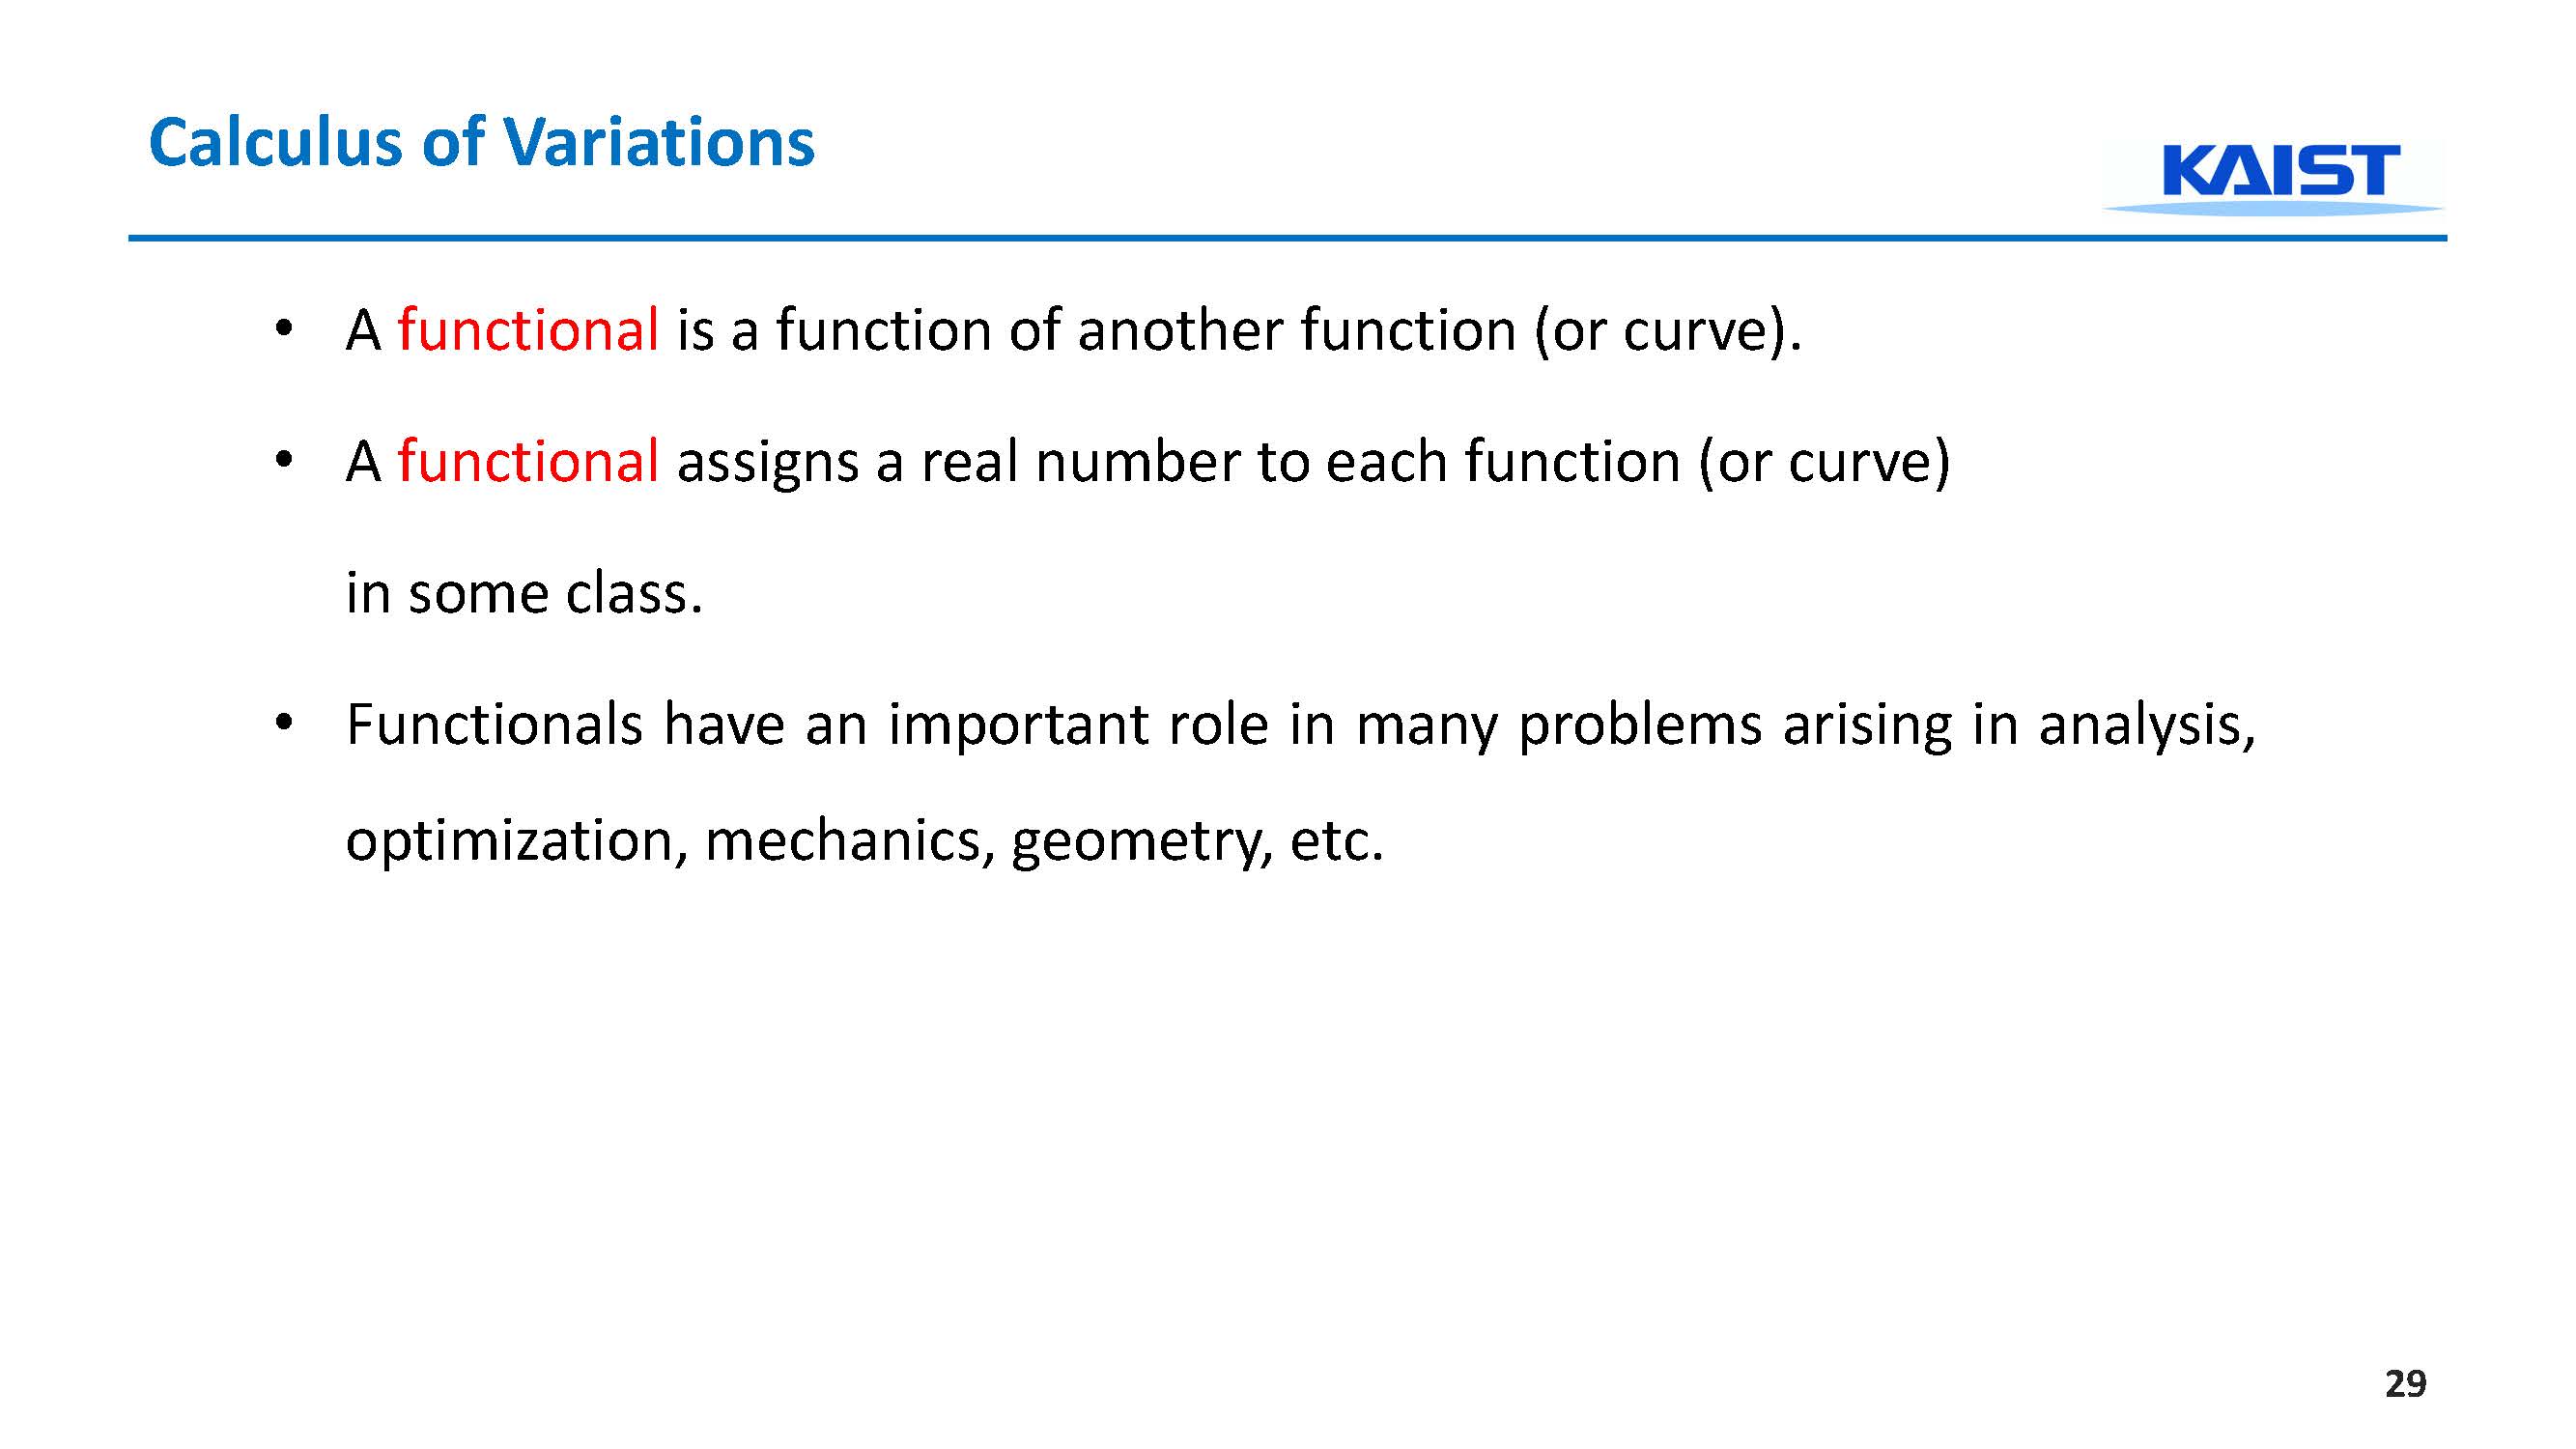 Calculus of Variations
KAIST
• A functional is a function of another function (or curve).
• A functional assigns a real number to each function (or curve)
in some class.
• Functionals have an important role in many problems arising in analysis,
optimization, mechanics, geometry, etc.
29